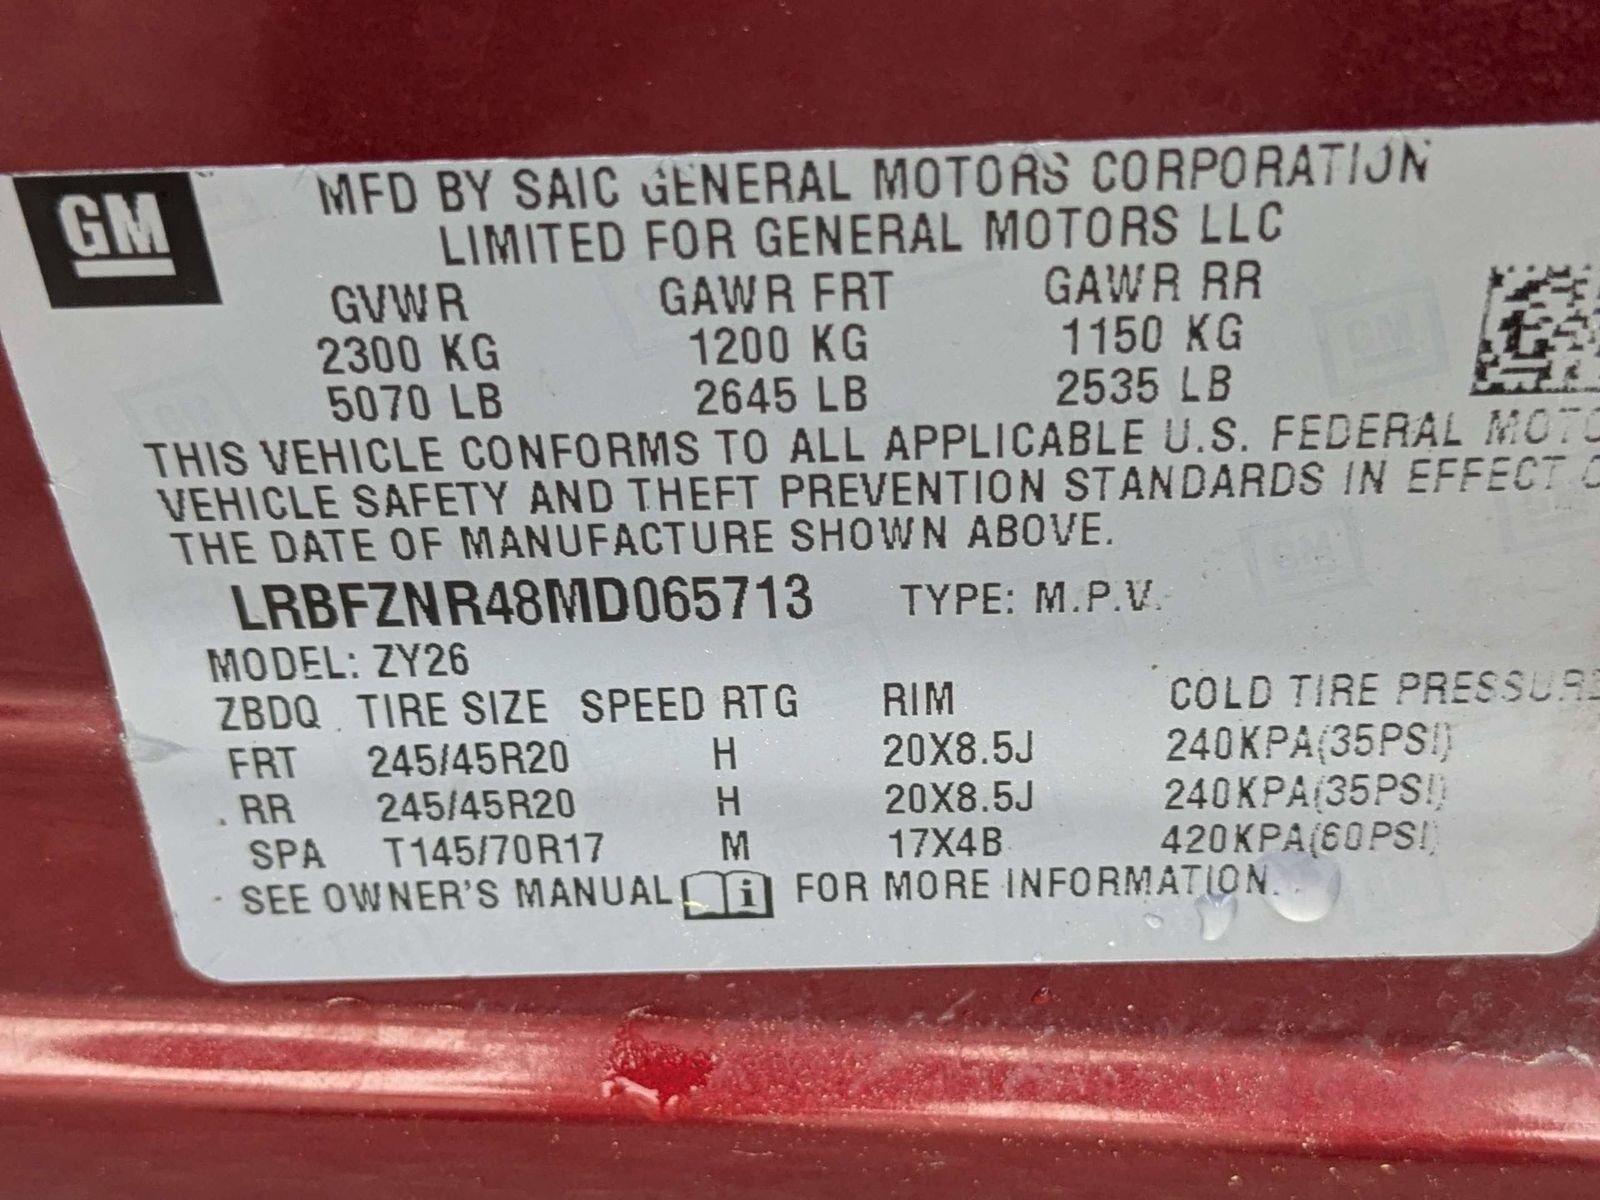 GM
MFD BY SAIC GENERAL MOTORS CORPORATION
LIMITED FOR GENERAL MOTORS LLC
GVWR GAWR FRT GAWR RR
2300 KG 1200 KG 1150 KG
5070 LB 2645 LB 2535 LB
THIS VEHICLE CONFORMS TO ALL APPLICABLE U.S. FEDERAL MOTO
VEHICLE SAFETY AND THEFT PREVENTION STANDARDS IN EFFECT
THE DATE OF MANUFACTURE SHOWN ABOVE.
LRBFZNR48MD065713 TYPE: M.P.V.
MODEL: ZY26
ZBDQ TIRE SIZE SPEED RTG RIM COLD TIRE PRESSURE
FRT 245/45R20 H 20X8.5J 240KPA(35PSI)
RR 245/45R20 H 20X8.5J 240KPA(35PSI)
SPA T145/70R17 M 17X4B 420KPA(60PSI)
SEE OWNER'S MANUAL i FOR MORE INFORMATION.